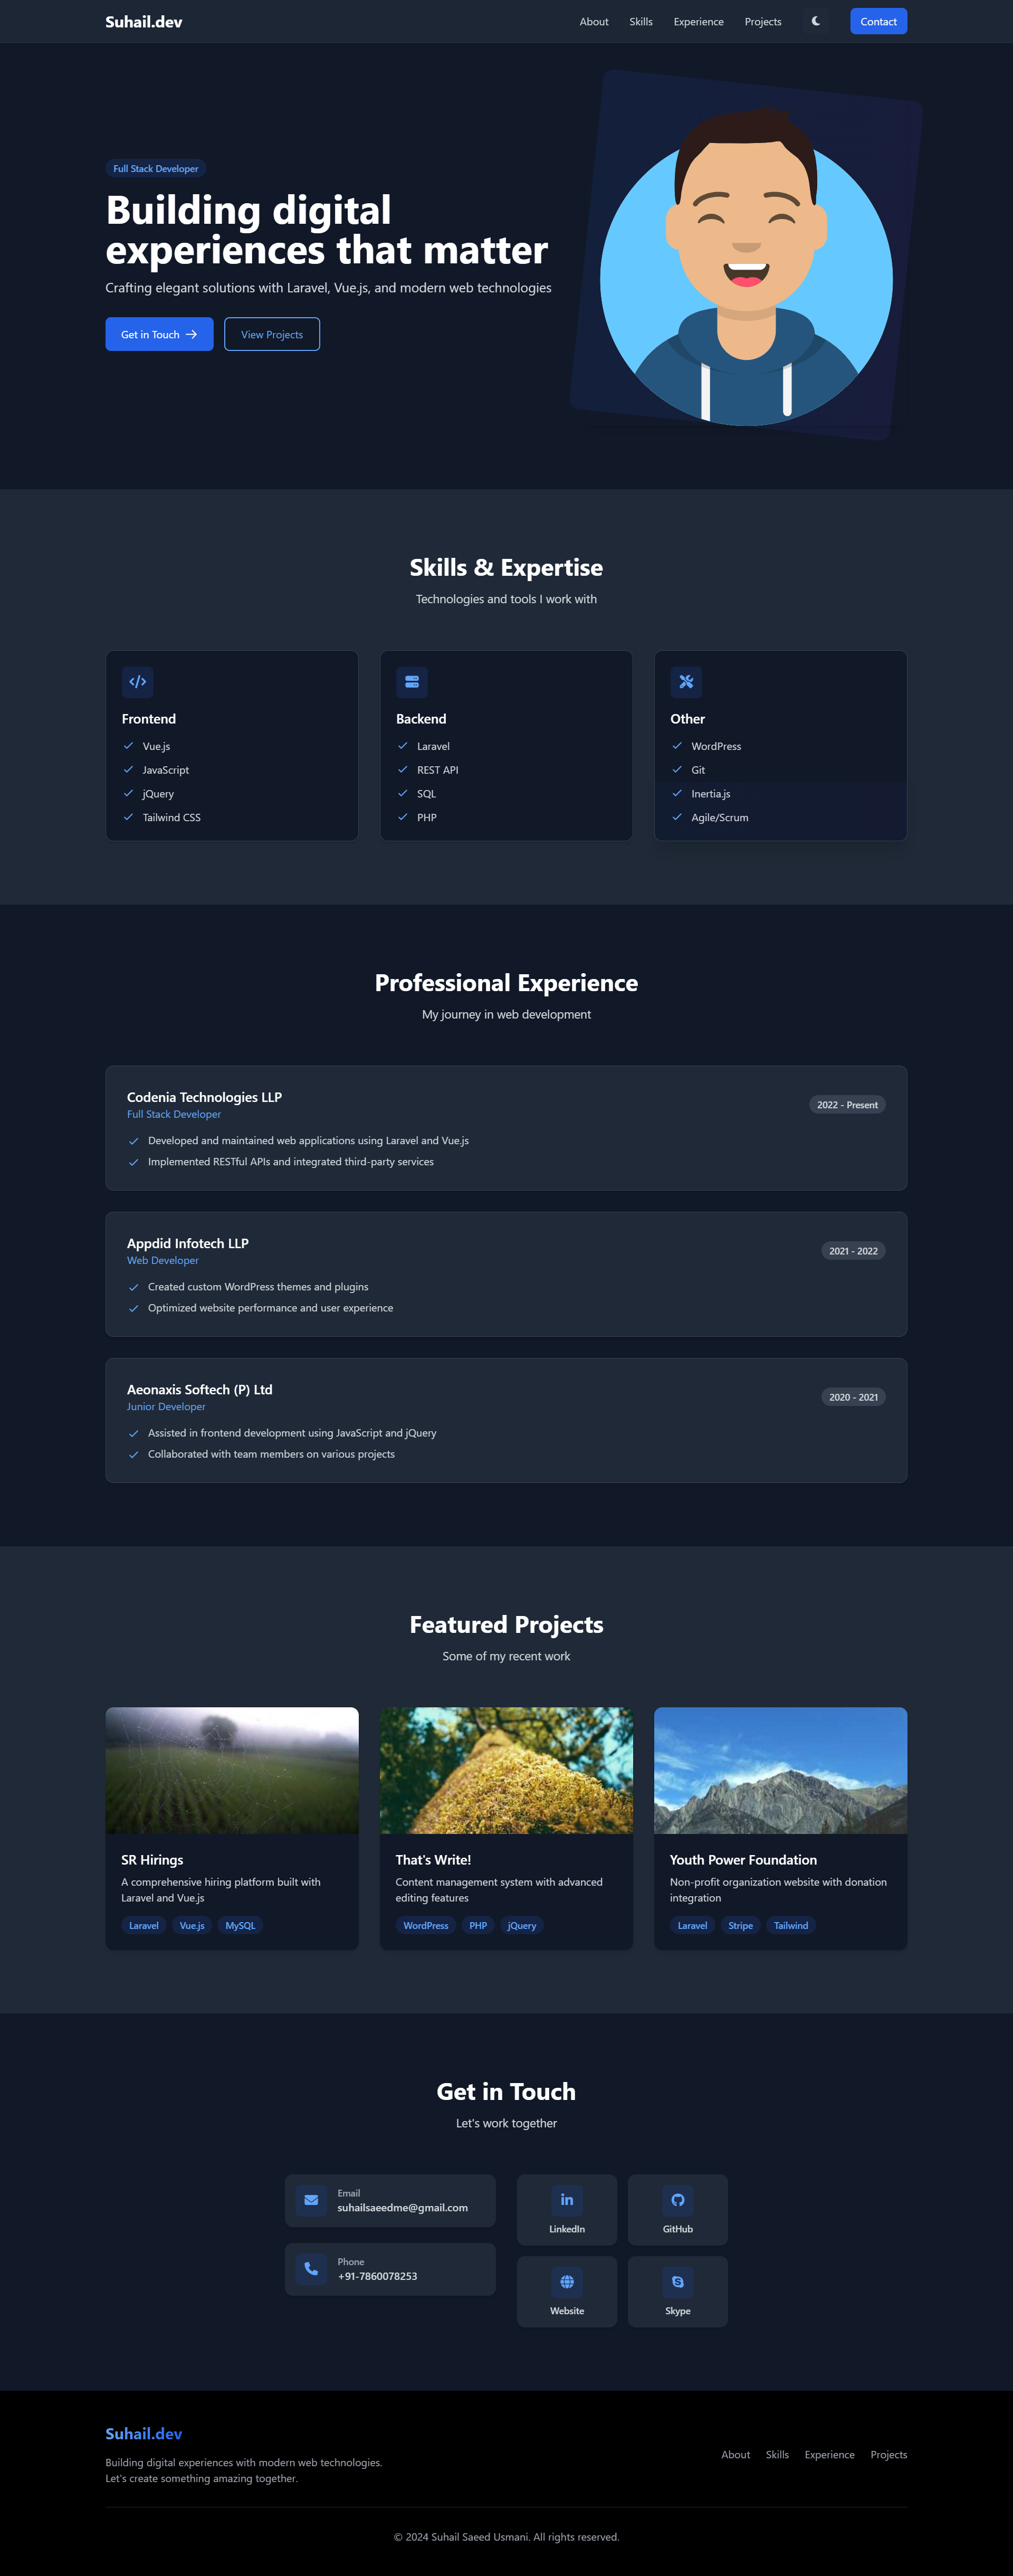 Suhail.dev
About
Skills
Experience
Projects
Contact
Full Stack Developer
Building digital
experiences that matter
Crafting elegant solutions with Laravel, Vue.js, and modern web technologies
Get in Touch
View Projects
Skills & Expertise
Technologies and tools I work with
Frontend
Vue.js
JavaScript
jQuery
Tailwind CSS
Backend
Laravel
REST API
SQL
PHP
Other
WordPress
Git
Inertia.js
Agile/Scrum
Professional Experience
My journey in web development
Codenia Technologies LLP
Full Stack Developer
2022 - Present
Developed and maintained web applications using Laravel and Vue.js
Implemented RESTful APIs and integrated third-party services
Appdid Infotech LLP
Web Developer
2021 - 2022
Created custom WordPress themes and plugins
Optimized website performance and user experience
Aeonaxis Softech (P) Ltd
Junior Developer
2020 - 2021
Assisted in frontend development using JavaScript and jQuery
Collaborated with team members on various projects
Featured Projects
Some of my recent work
SR Hirings
A comprehensive hiring platform built with
Laravel and Vue.js
Laravel
Vue.js
MySQL
That's Write!
Content management system with advanced
editing features
WordPress
PHP
jQuery
Youth Power Foundation
Non-profit organization website with donation
integration
Laravel
Stripe
Tailwind
Get in Touch
Let's work together
Email
suhailsaeedme@gmail.com
Phone
+91-7860078253
LinkedIn
GitHub
Website
Skype
Suhail.dev
Building digital experiences with modern web technologies.
Let's create something amazing together.
About
Skills
Experience
Projects
© 2024 Suhail Saeed Usmani. All rights reserved.